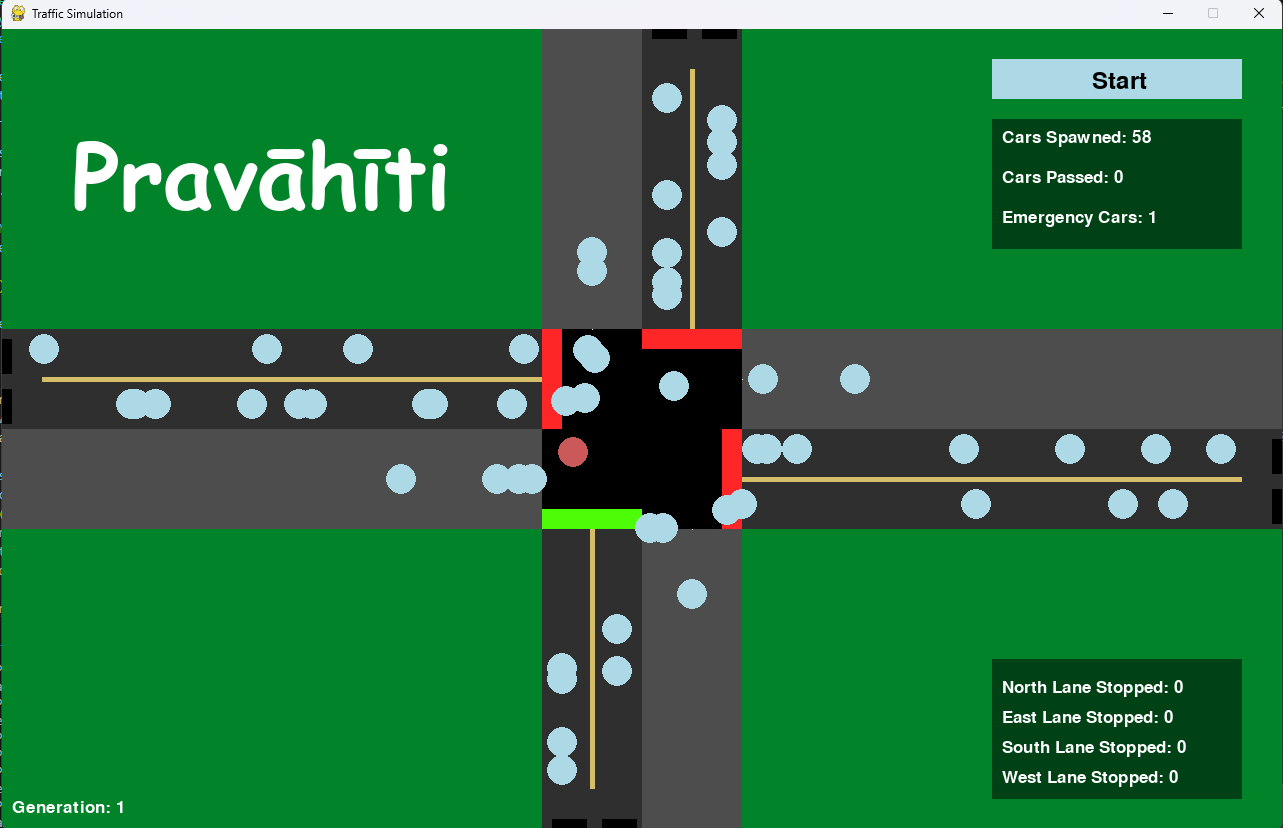 Traffic Simulation
Pravāhīti
Start
Cars Spawned: 58
Cars Passed: 0
Emergency Cars: 1
North Lane Stopped: 0
East Lane Stopped: 0
South Lane Stopped: 0
West Lane Stopped: 0
Generation: 1